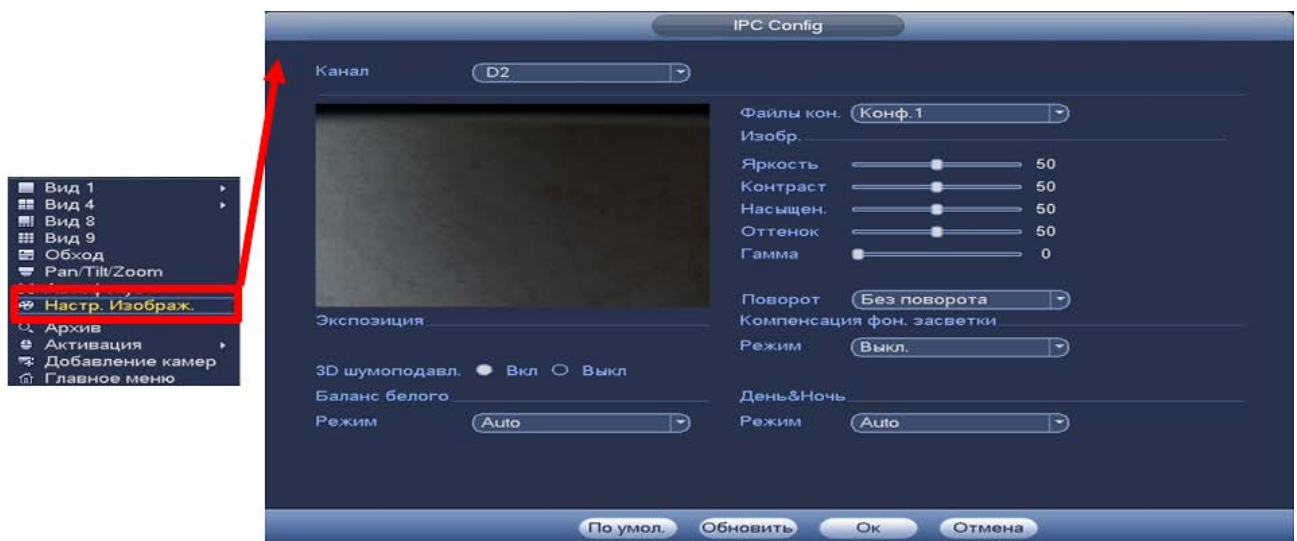 IPC Config
Канал D2
Файлы кон. Конф.1
Изобр.
Яркость 50
Контраст 50
Насыщен. 50
Оттенок 50
Гамма 0
Поворот Без поворота
Экспозиция
Компенсация фон. засветки
Режим Выкл.
3D шумоподавл. Вкл Выкл
Баланс белого
День&Ночь
Режим Auto
Режим Auto
По умол. Обновить Ок Отмена
Вид 1
Вид 4
Вид 8
Вид 9
Обход
Pan/Tilt/Zoom
Настр. Изображ.
Архив
Активация
Добавление камер
Главное меню